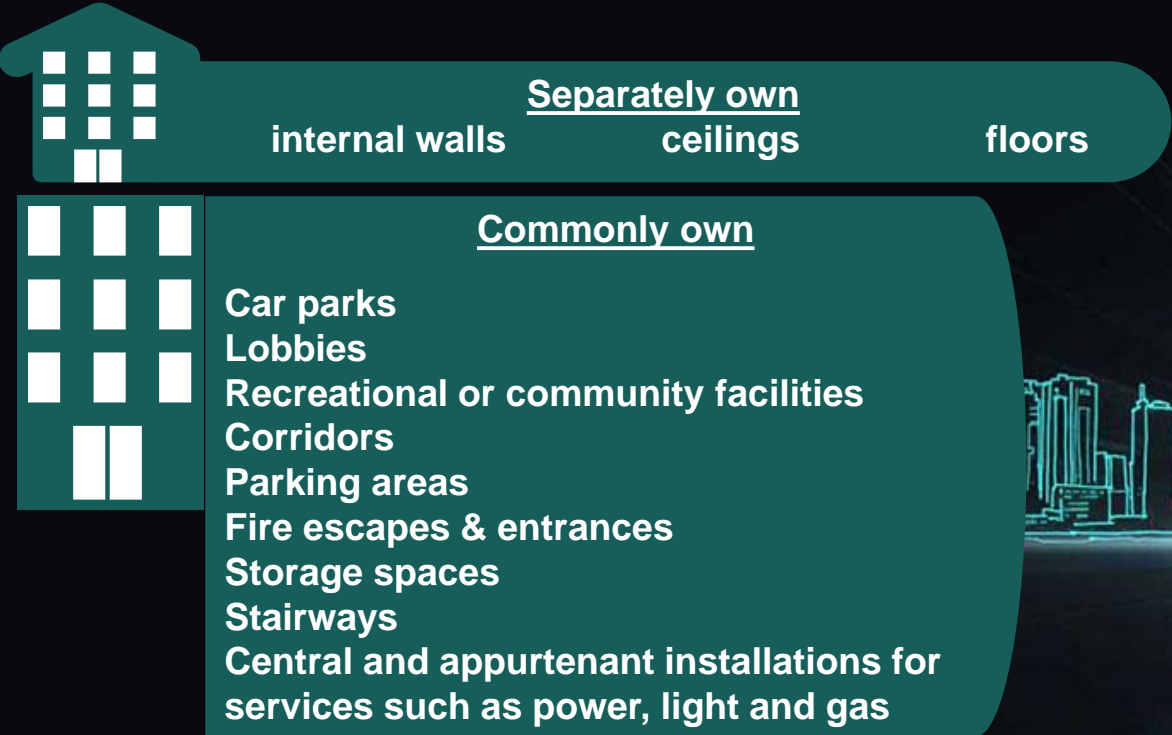 Separately own
internal walls ceilings floors
Commonly own
Car parks
Lobbies
Recreational or community facilities
Corridors
Parking areas
Fire escapes & entrances
Storage spaces
Stairways
Central and appurtenant installations for
services such as power, light and gas